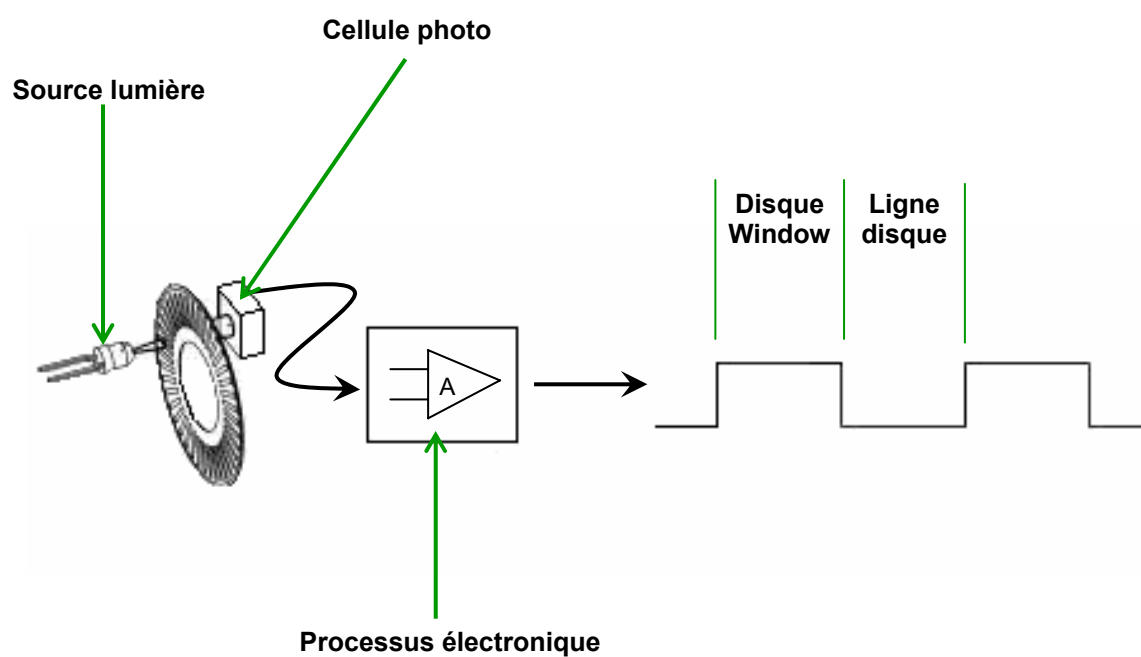 Cellule photo
Source lumière
Disque
Window
Ligne
disque
A
Processus électronique